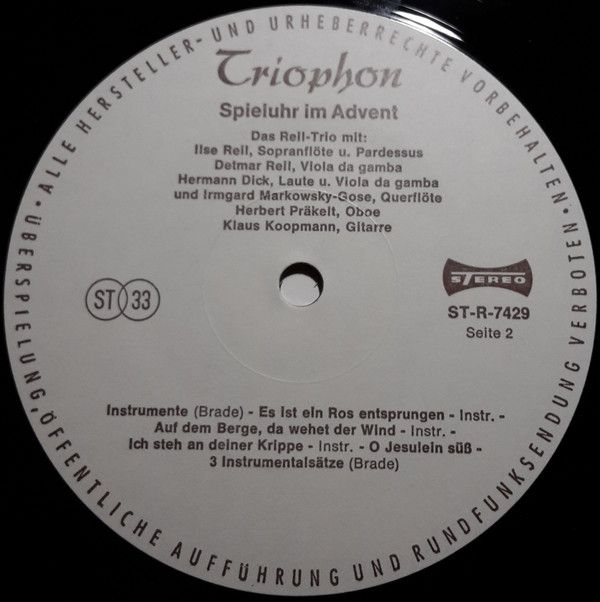 ALLE HERSTELLER- UND URHEBERRECHTE VORBEHALTEN · ÜBERSPIELUNG, ÖFFENTLICHE AUFFÜHRUNG UND RUNDFUNKSENDUNG VERBOTEN ·
Triophon
Spieluhr im Advent
Das Rell-Trio mit:
Ilse Rell, Sopranflöte u. Pardessus
Detmar Rell, Viola da gamba
Hermann Dick, Laute u. Viola da gamba
und Irmgard Markowsky-Gose, Querflöte
Herbert Präkelt, Oboe
Klaus Koopmann, Gitarre
ST 33
STEREO
ST-R-7429
Seite 2
Instrumente (Brade) - Es ist ein Ros entsprungen - Instr. -
Auf dem Berge, da wehet der Wind - Instr. -
Ich steh an deiner Krippe - Instr. - O Jesulein süß -
3 Instrumentalsätze (Brade)